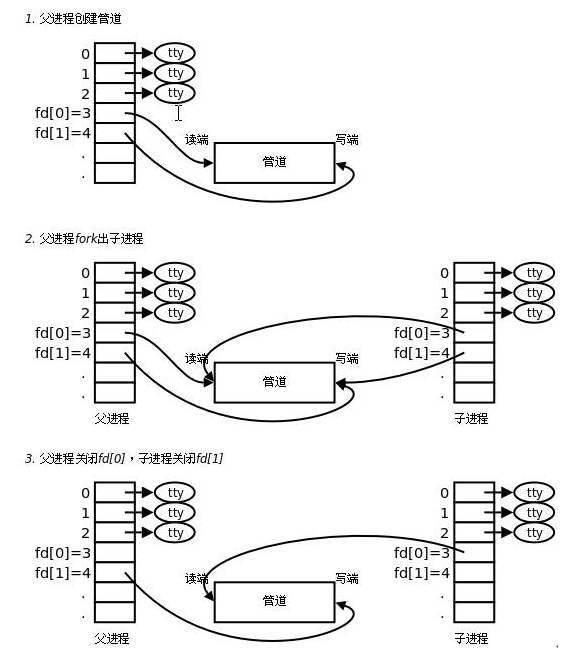 1. 父进程创建管道
0 tty
1 tty
2 tty
fd[0]=3
fd[1]=4
.
.
读端 管道 写端
2. 父进程fork出子进程
0 tty 0 tty
1 tty 1 tty
2 tty 2 tty
fd[0]=3 fd[0]=3
fd[1]=4 读端 写端 fd[1]=4
. 管道 .
. .
父进程 子进程
3. 父进程关闭fd[0]，子进程关闭fd[1]
0 tty 0 tty
1 tty 1 tty
2 tty 2 tty
fd[0]=3 fd[0]=3
fd[1]=4 读端 写端 fd[1]=4
. 管道 .
. .
父进程 子进程